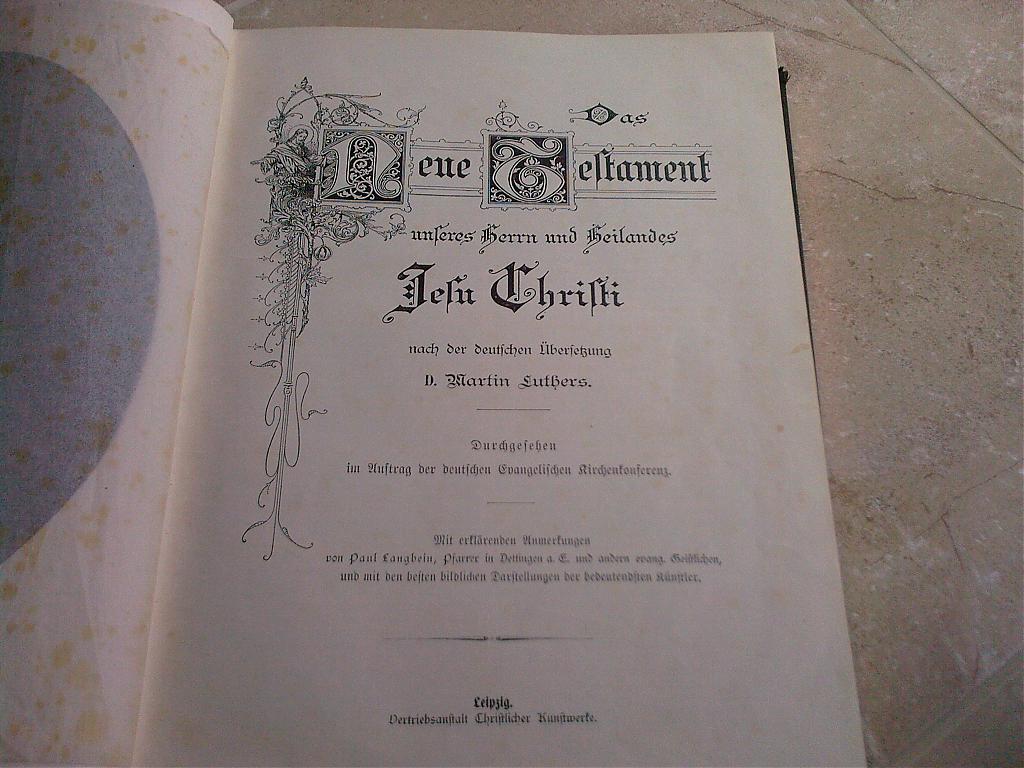 Das
Neue Testament
unseres Herrn und Heilandes
Jesu Christi
nach der deutschen Übersetzung
D. Martin Luthers.
Durchgesehen
im Auftrag der deutschen Evangelischen Kirchenkonferenz.
Mit erklärenden Anmerkungen
von Paul Langbein, Pfarrer in Dettingen a. E. und andern evang. Geistlichen,
und mit den besten bildlichen Darstellungen der bedeutendsten Künstler.
Leipzig.
Vertriebsanstalt Christlicher Kunstwerke.